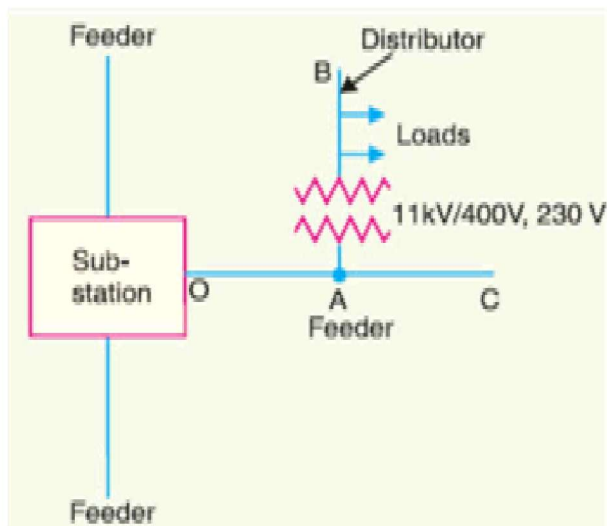 Feeder
Distributor
B
Loads
11kV/400V, 230 V
Sub-
station
O
A
C
Feeder
Feeder